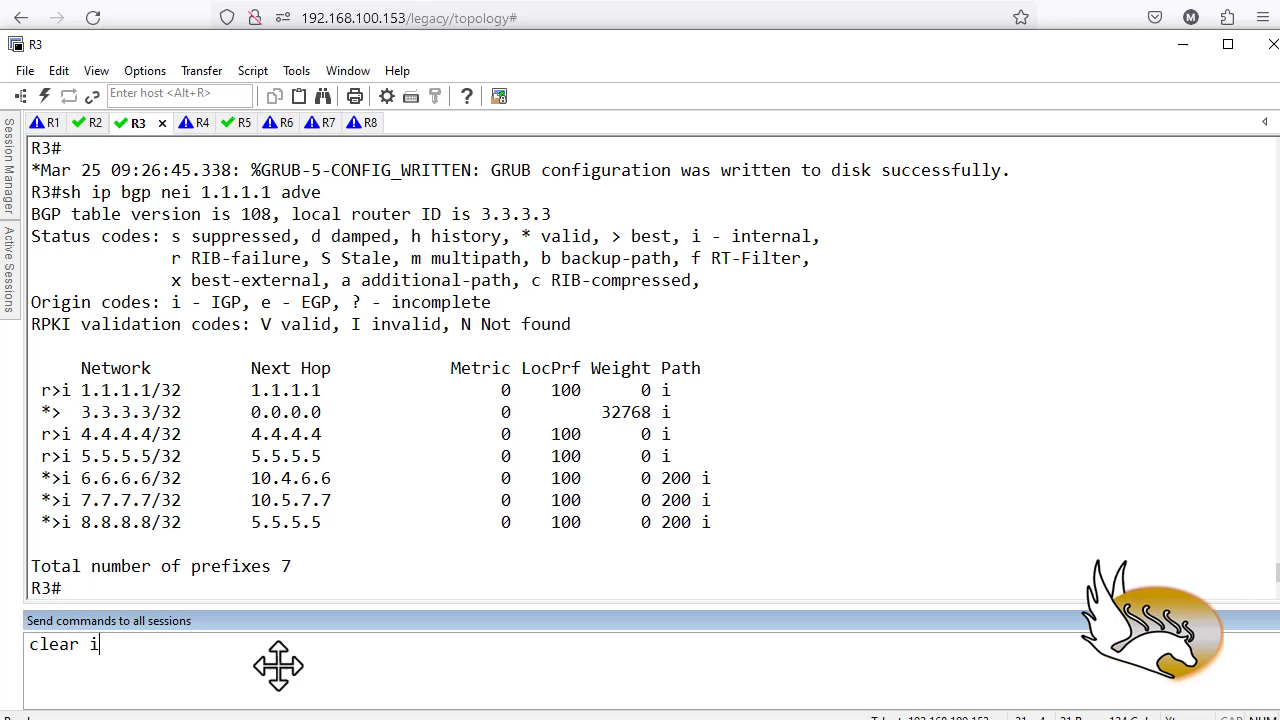 192.168.100.153/legacy/topology#
R3
File Edit View Options Transfer Script Tools Window Help
Enter host <Alt+R>
R1 R2 R3 R4 R5 R6 R7 R8
Session Manager
Active Sessions
R3#
*Mar 25 09:26:45.338: %GRUB-5-CONFIG_WRITTEN: GRUB configuration was written to disk successfully.
R3#sh ip bgp nei 1.1.1.1 adve
BGP table version is 108, local router ID is 3.3.3.3
Status codes: s suppressed, d damped, h history, * valid, > best, i - internal,
r RIB-failure, S Stale, m multipath, b backup-path, f RT-Filter,
x best-external, a additional-path, c RIB-compressed,
Origin codes: i - IGP, e - EGP, ? - incomplete
RPKI validation codes: V valid, I invalid, N Not found
Network Next Hop Metric LocPrf Weight Path
r>i 1.1.1.1/32 1.1.1.1 0 100 0 i
*> 3.3.3.3/32 0.0.0.0 0 32768 i
r>i 4.4.4.4/32 4.4.4.4 0 100 0 i
r>i 5.5.5.5/32 5.5.5.5 0 100 0 i
*>i 6.6.6.6/32 10.4.6.6 0 100 0 200 i
*>i 7.7.7.7/32 10.5.7.7 0 100 0 200 i
*>i 8.8.8.8/32 5.5.5.5 0 100 0 200 i
Total number of prefixes 7
R3#
Send commands to all sessions
clear i